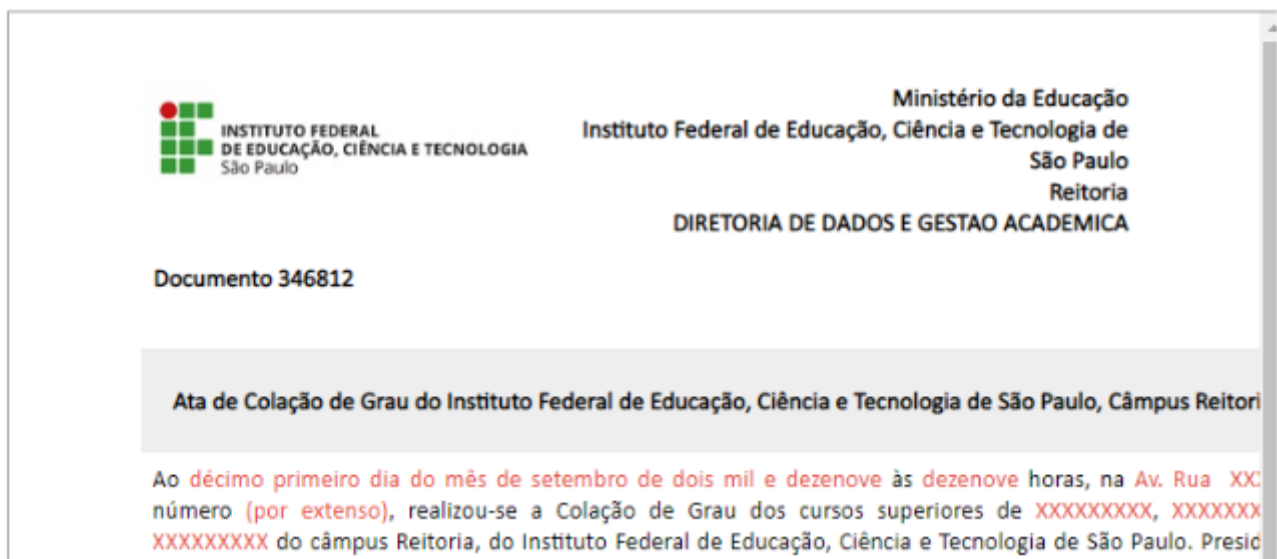 INSTITUTO FEDERAL
DE EDUCAÇÃO, CIÊNCIA E TECNOLOGIA
São Paulo
Ministério da Educação
Instituto Federal de Educação, Ciência e Tecnologia de
São Paulo
Reitoria
DIRETORIA DE DADOS E GESTAO ACADEMICA
Documento 346812
Ata de Colação de Grau do Instituto Federal de Educação, Ciência e Tecnologia de São Paulo, Câmpus Reitori
Ao décimo primeiro dia do mês de setembro de dois mil e dezenove às dezenove horas, na Av. Rua XX
número (por extenso), realizou-se a Colação de Grau dos cursos superiores de XXXXXXXXX, XXXXXXX
XXXXXXXXX do câmpus Reitoria, do Instituto Federal de Educação, Ciência e Tecnologia de São Paulo. Presid